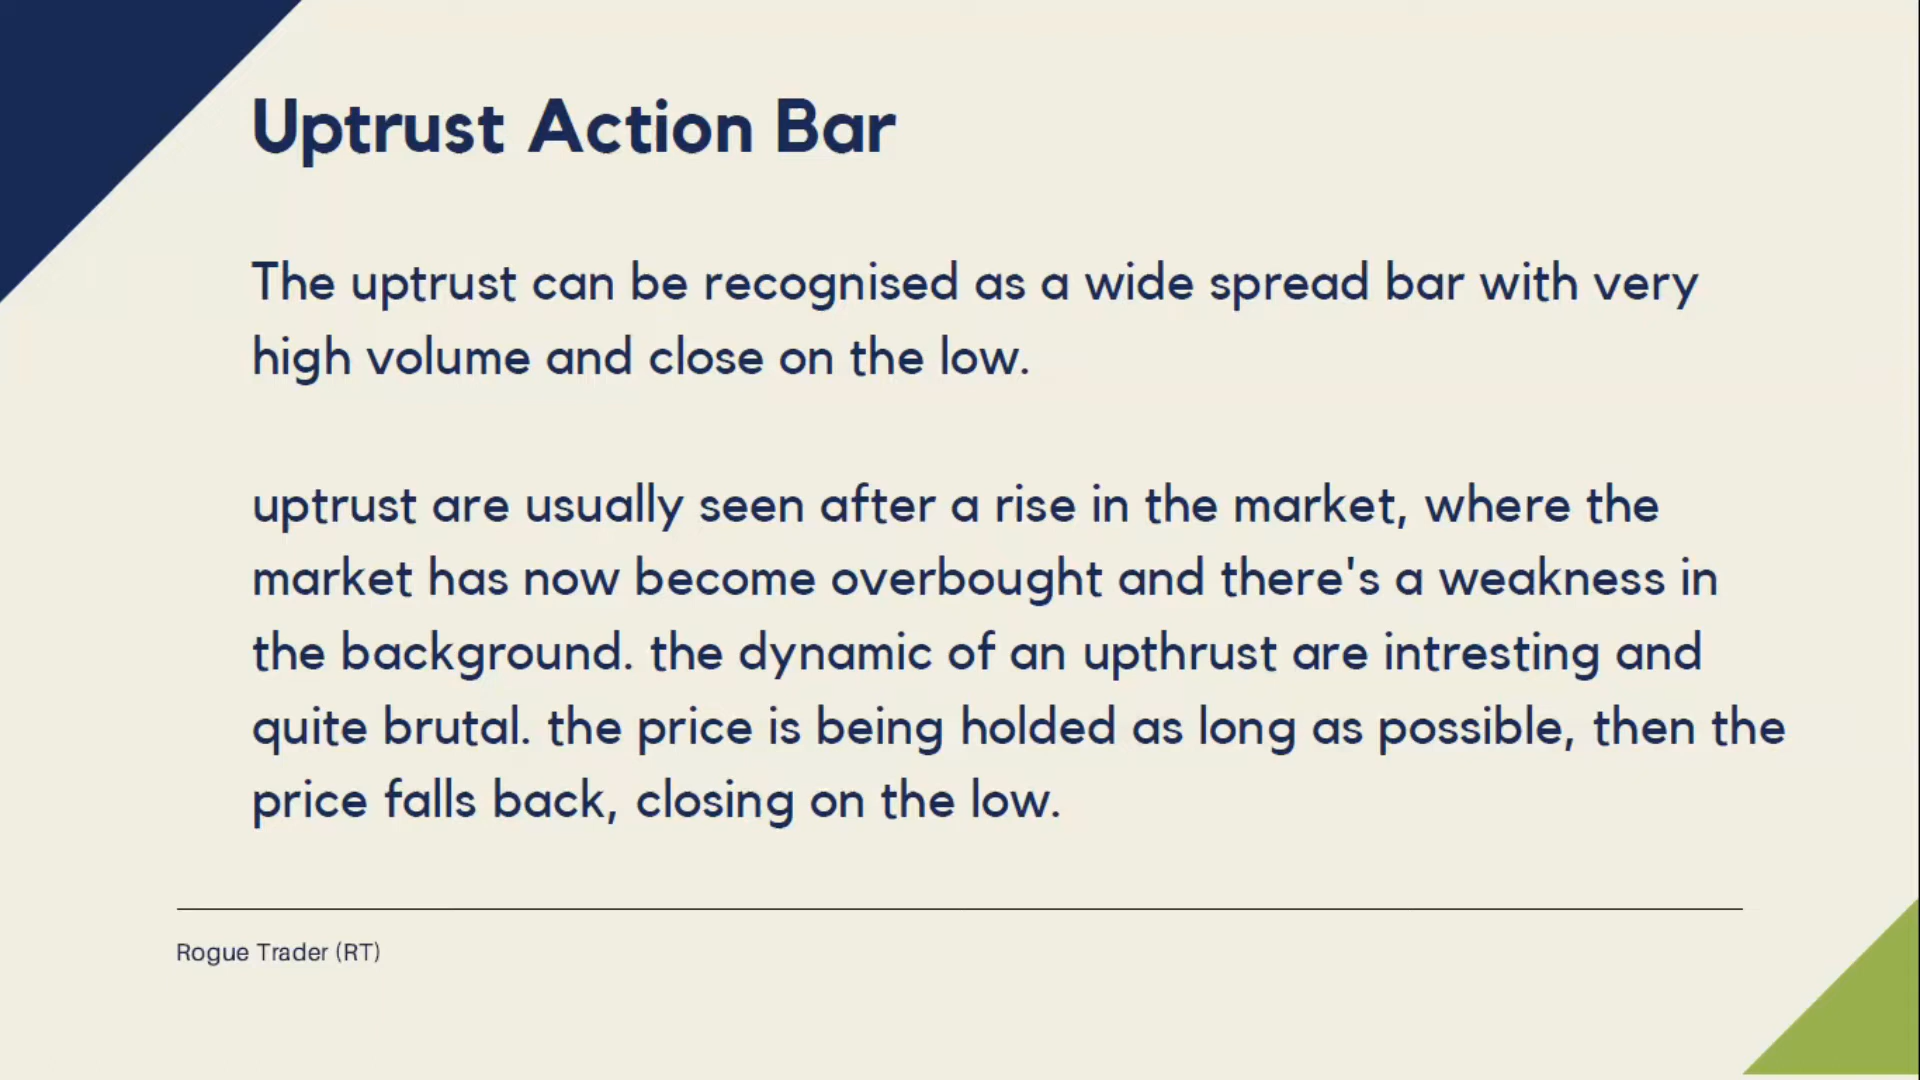 Uptrust Action Bar
The uptrust can be recognised as a wide spread bar with very
high volume and close on the low.
uptrust are usually seen after a rise in the market, where the
market has now become overbought and there's a weakness in
the background. the dynamic of an upthrust are intresting and
quite brutal. the price is being holded as long as possible, then the
price falls back, closing on the low.
Rogue Trader (RT)